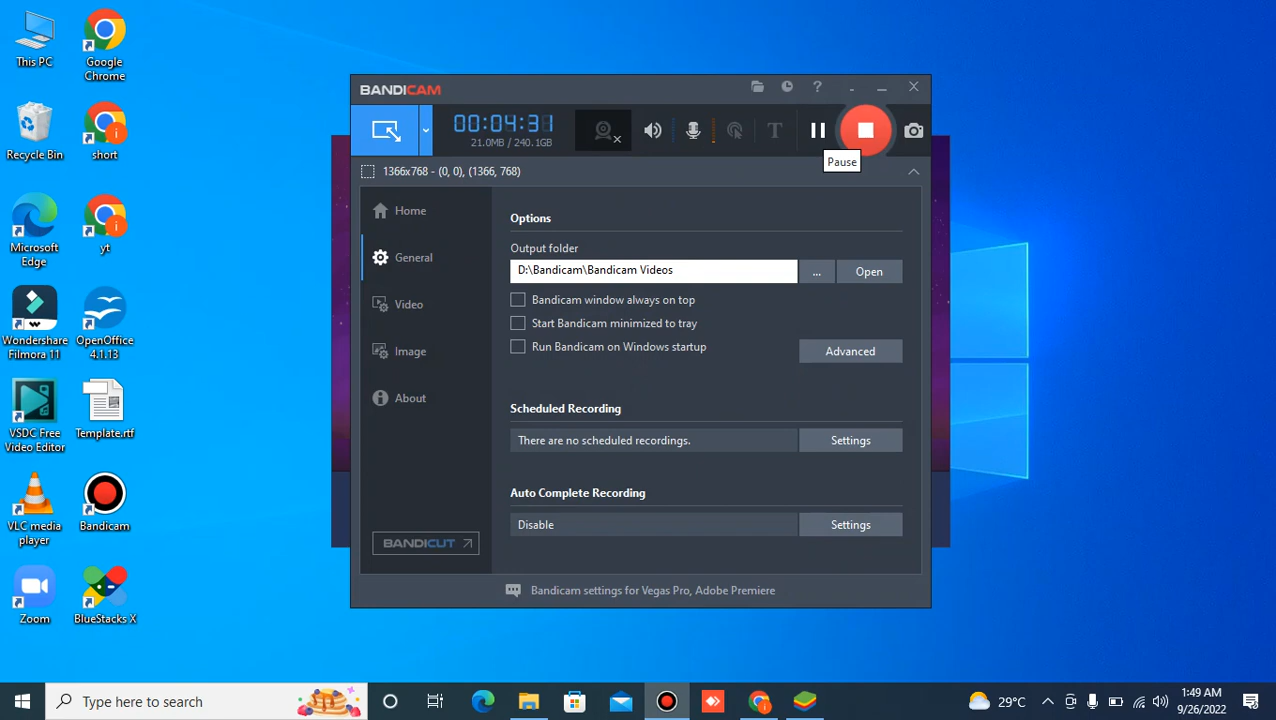 This PC
Google
Chrome
Recycle Bin
short
Microsoft
Edge
yt
Wondershare
Filmora 11
OpenOffice
4.1.13
VSDC Free
Video Editor
Template.rtf
VLC media
player
Bandicam
Zoom
BlueStacks X
BANDICAM
?
00:04:31
21.0MB / 240.1GB
T
Pause
1366x768 - (0, 0), (1366, 768)
Home
General
Video
Image
About
BANDICUT
Options
Output folder
D:\Bandicam\Bandicam Videos
...
Open
Bandicam window always on top
Start Bandicam minimized to tray
Run Bandicam on Windows startup
Advanced
Scheduled Recording
There are no scheduled recordings.
Settings
Auto Complete Recording
Disable
Settings
Bandicam settings for Vegas Pro, Adobe Premiere
Type here to search
29°C
1:49 AM
9/26/2022